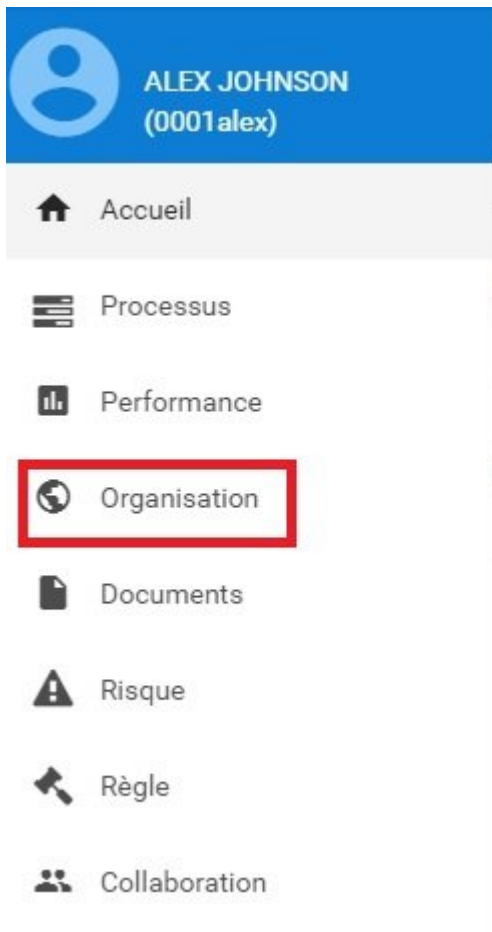 ALEX JOHNSON
(0001alex)
Accueil
Processus
Performance
Organisation
Documents
Risque
Règle
Collaboration